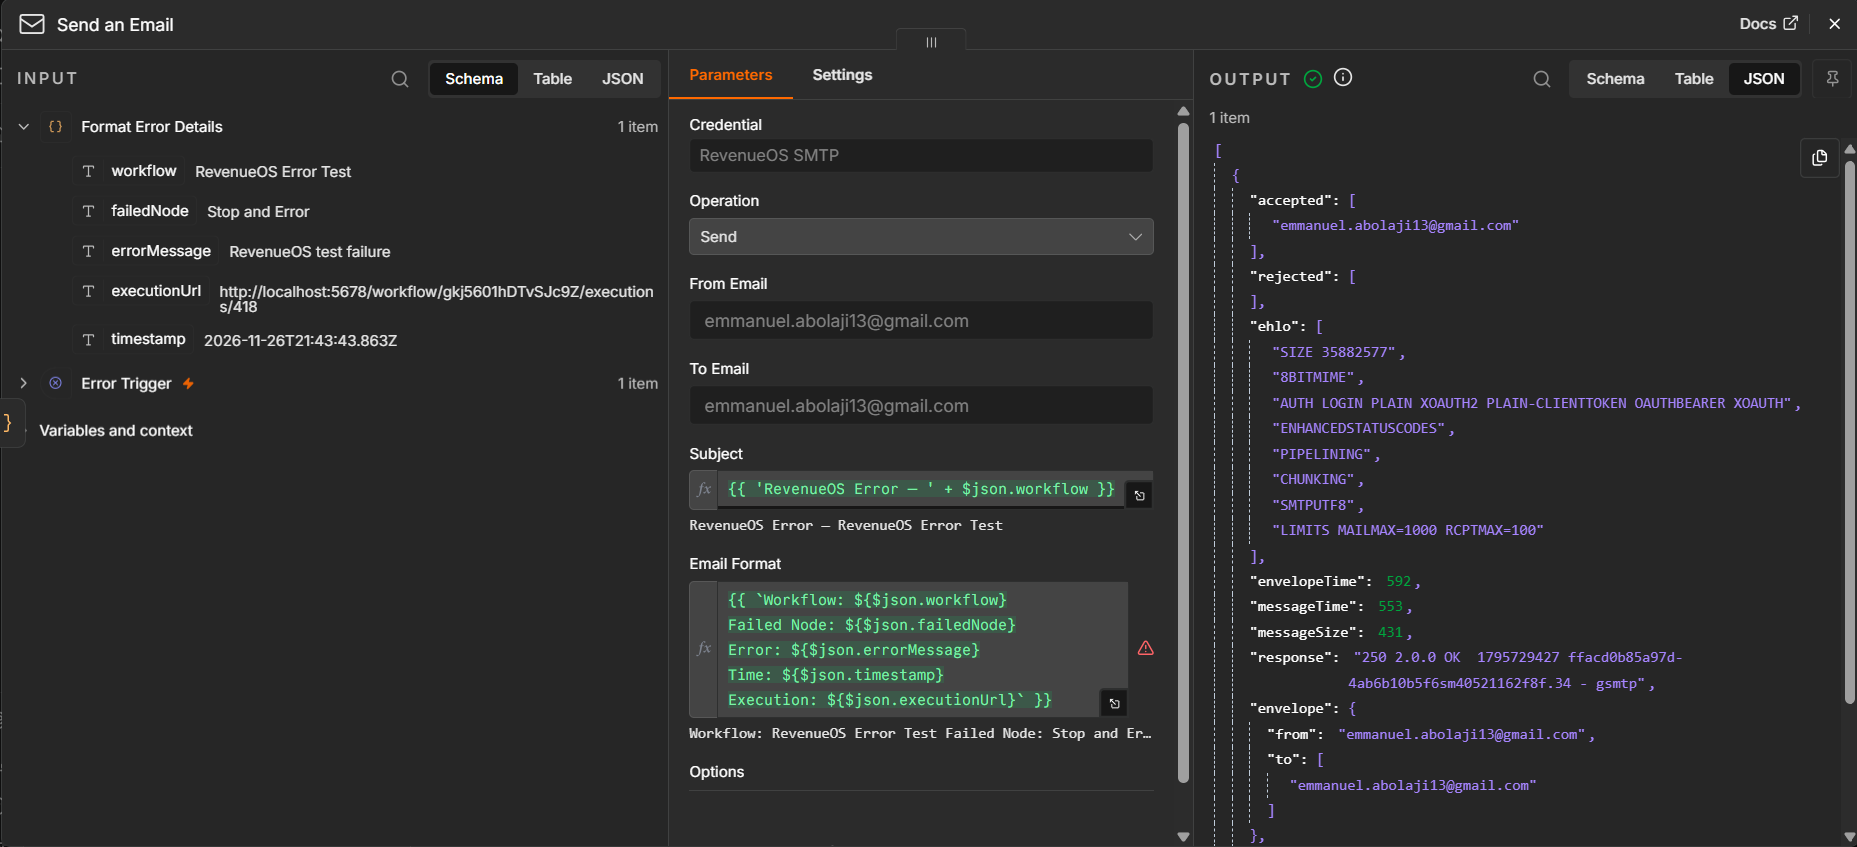 Send an Email
Docs
INPUT
Schema Table JSON
Format Error Details 1 item
T workflow RevenueOS Error Test
T failedNode Stop and Error
T errorMessage RevenueOS test failure
T executionUrl http://localhost:5678/workflow/gkj5601hDTvSJc9Z/execution
s/418
T timestamp 2026-11-26T21:43:43.863Z
Error Trigger 1 item
Variables and context
Parameters Settings
Credential
RevenueOS SMTP
Operation
Send
From Email
emmanuel.abolaji13@gmail.com
To Email
emmanuel.abolaji13@gmail.com
Subject
fx {{ 'RevenueOS Error — ' + $json.workflow }}
RevenueOS Error — RevenueOS Error Test
Email Format
fx {{ `Workflow: ${$json.workflow}
Failed Node: ${$json.failedNode}
Error: ${$json.errorMessage}
Time: ${$json.timestamp}
Execution: ${$json.executionUrl}` }}
Workflow: RevenueOS Error Test Failed Node: Stop and Er…
Options
OUTPUT
Schema Table JSON
1 item
[
{
"accepted": [
"emmanuel.abolaji13@gmail.com"
],
"rejected": [
],
"ehlo": [
"SIZE 35882577",
"8BITMIME",
"AUTH LOGIN PLAIN XOAUTH2 PLAIN-CLIENTTOKEN OAUTHBEARER XOAUTH",
"ENHANCEDSTATUSCODES",
"PIPELINING",
"CHUNKING",
"SMTPUTF8",
"LIMITS MAILMAX=1000 RCPTMAX=100"
],
"envelopeTime": 592,
"messageTime": 553,
"messageSize": 431,
"response": "250 2.0.0 OK  1795729427 ffacd0b85a97d-
4ab6b10b5f6sm40521162f8f.34 - gsmtp",
"envelope": {
"from": "emmanuel.abolaji13@gmail.com",
"to": [
"emmanuel.abolaji13@gmail.com"
]
},